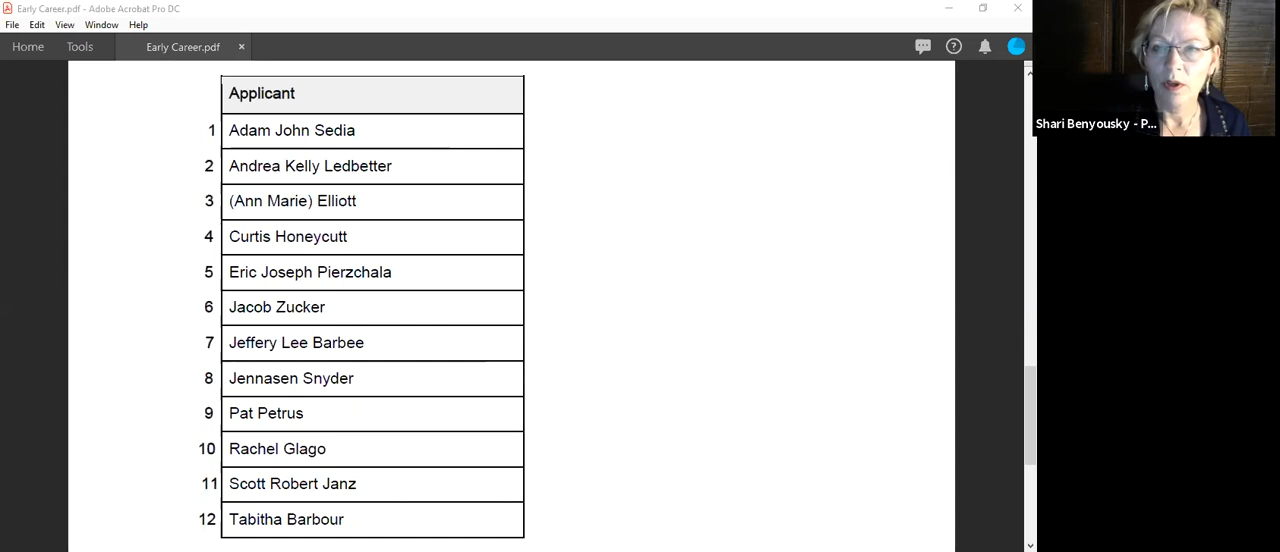 Early Career.pdf - Adobe Acrobat Pro DC
File Edit View Window Help
Home Tools Early Career.pdf ×
Applicant
1 Adam John Sedia
2 Andrea Kelly Ledbetter
3 (Ann Marie) Elliott
4 Curtis Honeycutt
5 Eric Joseph Pierzchala
6 Jacob Zucker
7 Jeffery Lee Barbee
8 Jennasen Snyder
9 Pat Petrus
10 Rachel Glago
11 Scott Robert Janz
12 Tabitha Barbour
Shari Benyousky - P...